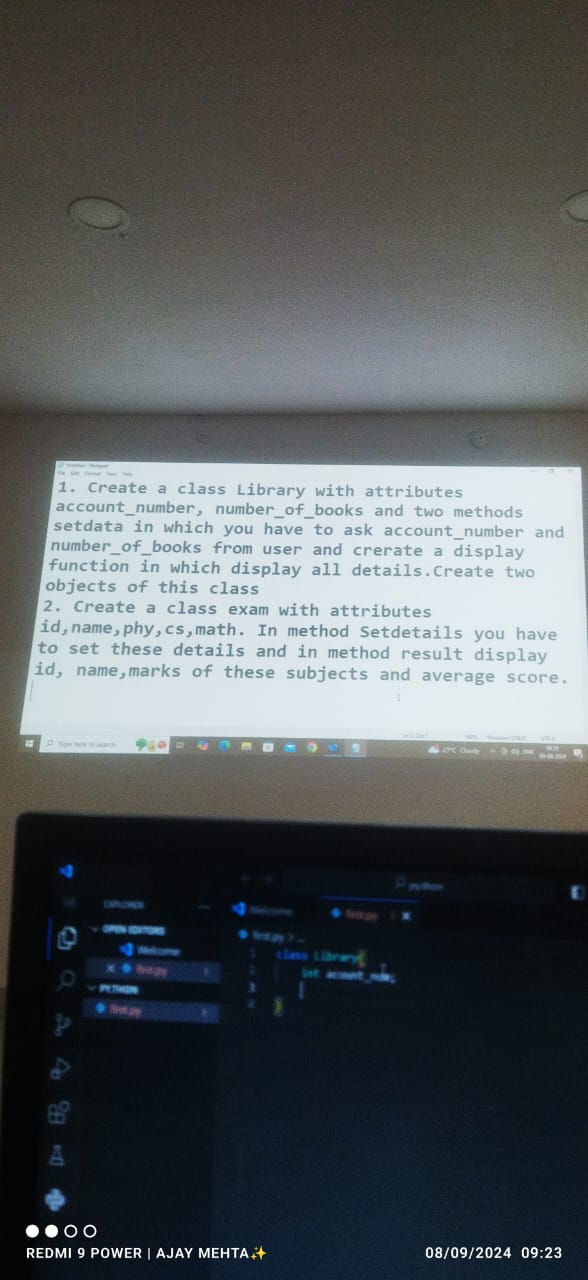 *Untitled - Notepad
File Edit Format View Help
1. Create a class Library with attributes
account_number, number_of_books and two methods
setdata in which you have to ask account_number and
number_of_books from user and crerate a display
function in which display all details.Create two
objects of this class
2. Create a class exam with attributes
id,name,phy,cs,math. In method Setdetails you have
to set these details and in method result display
id, name,marks of these subjects and average score.
Type here to search
27°C Cloudy
ENG
python
EXPLORER
Welcome
first.py
OPEN EDITORS
first.py > ...
Welcome
1 class Library{
first.py
2 int acount_num;
PYTHON
3
first.py
4 }
REDMI 9 POWER | AJAY MEHTA✨
08/09/2024 09:23